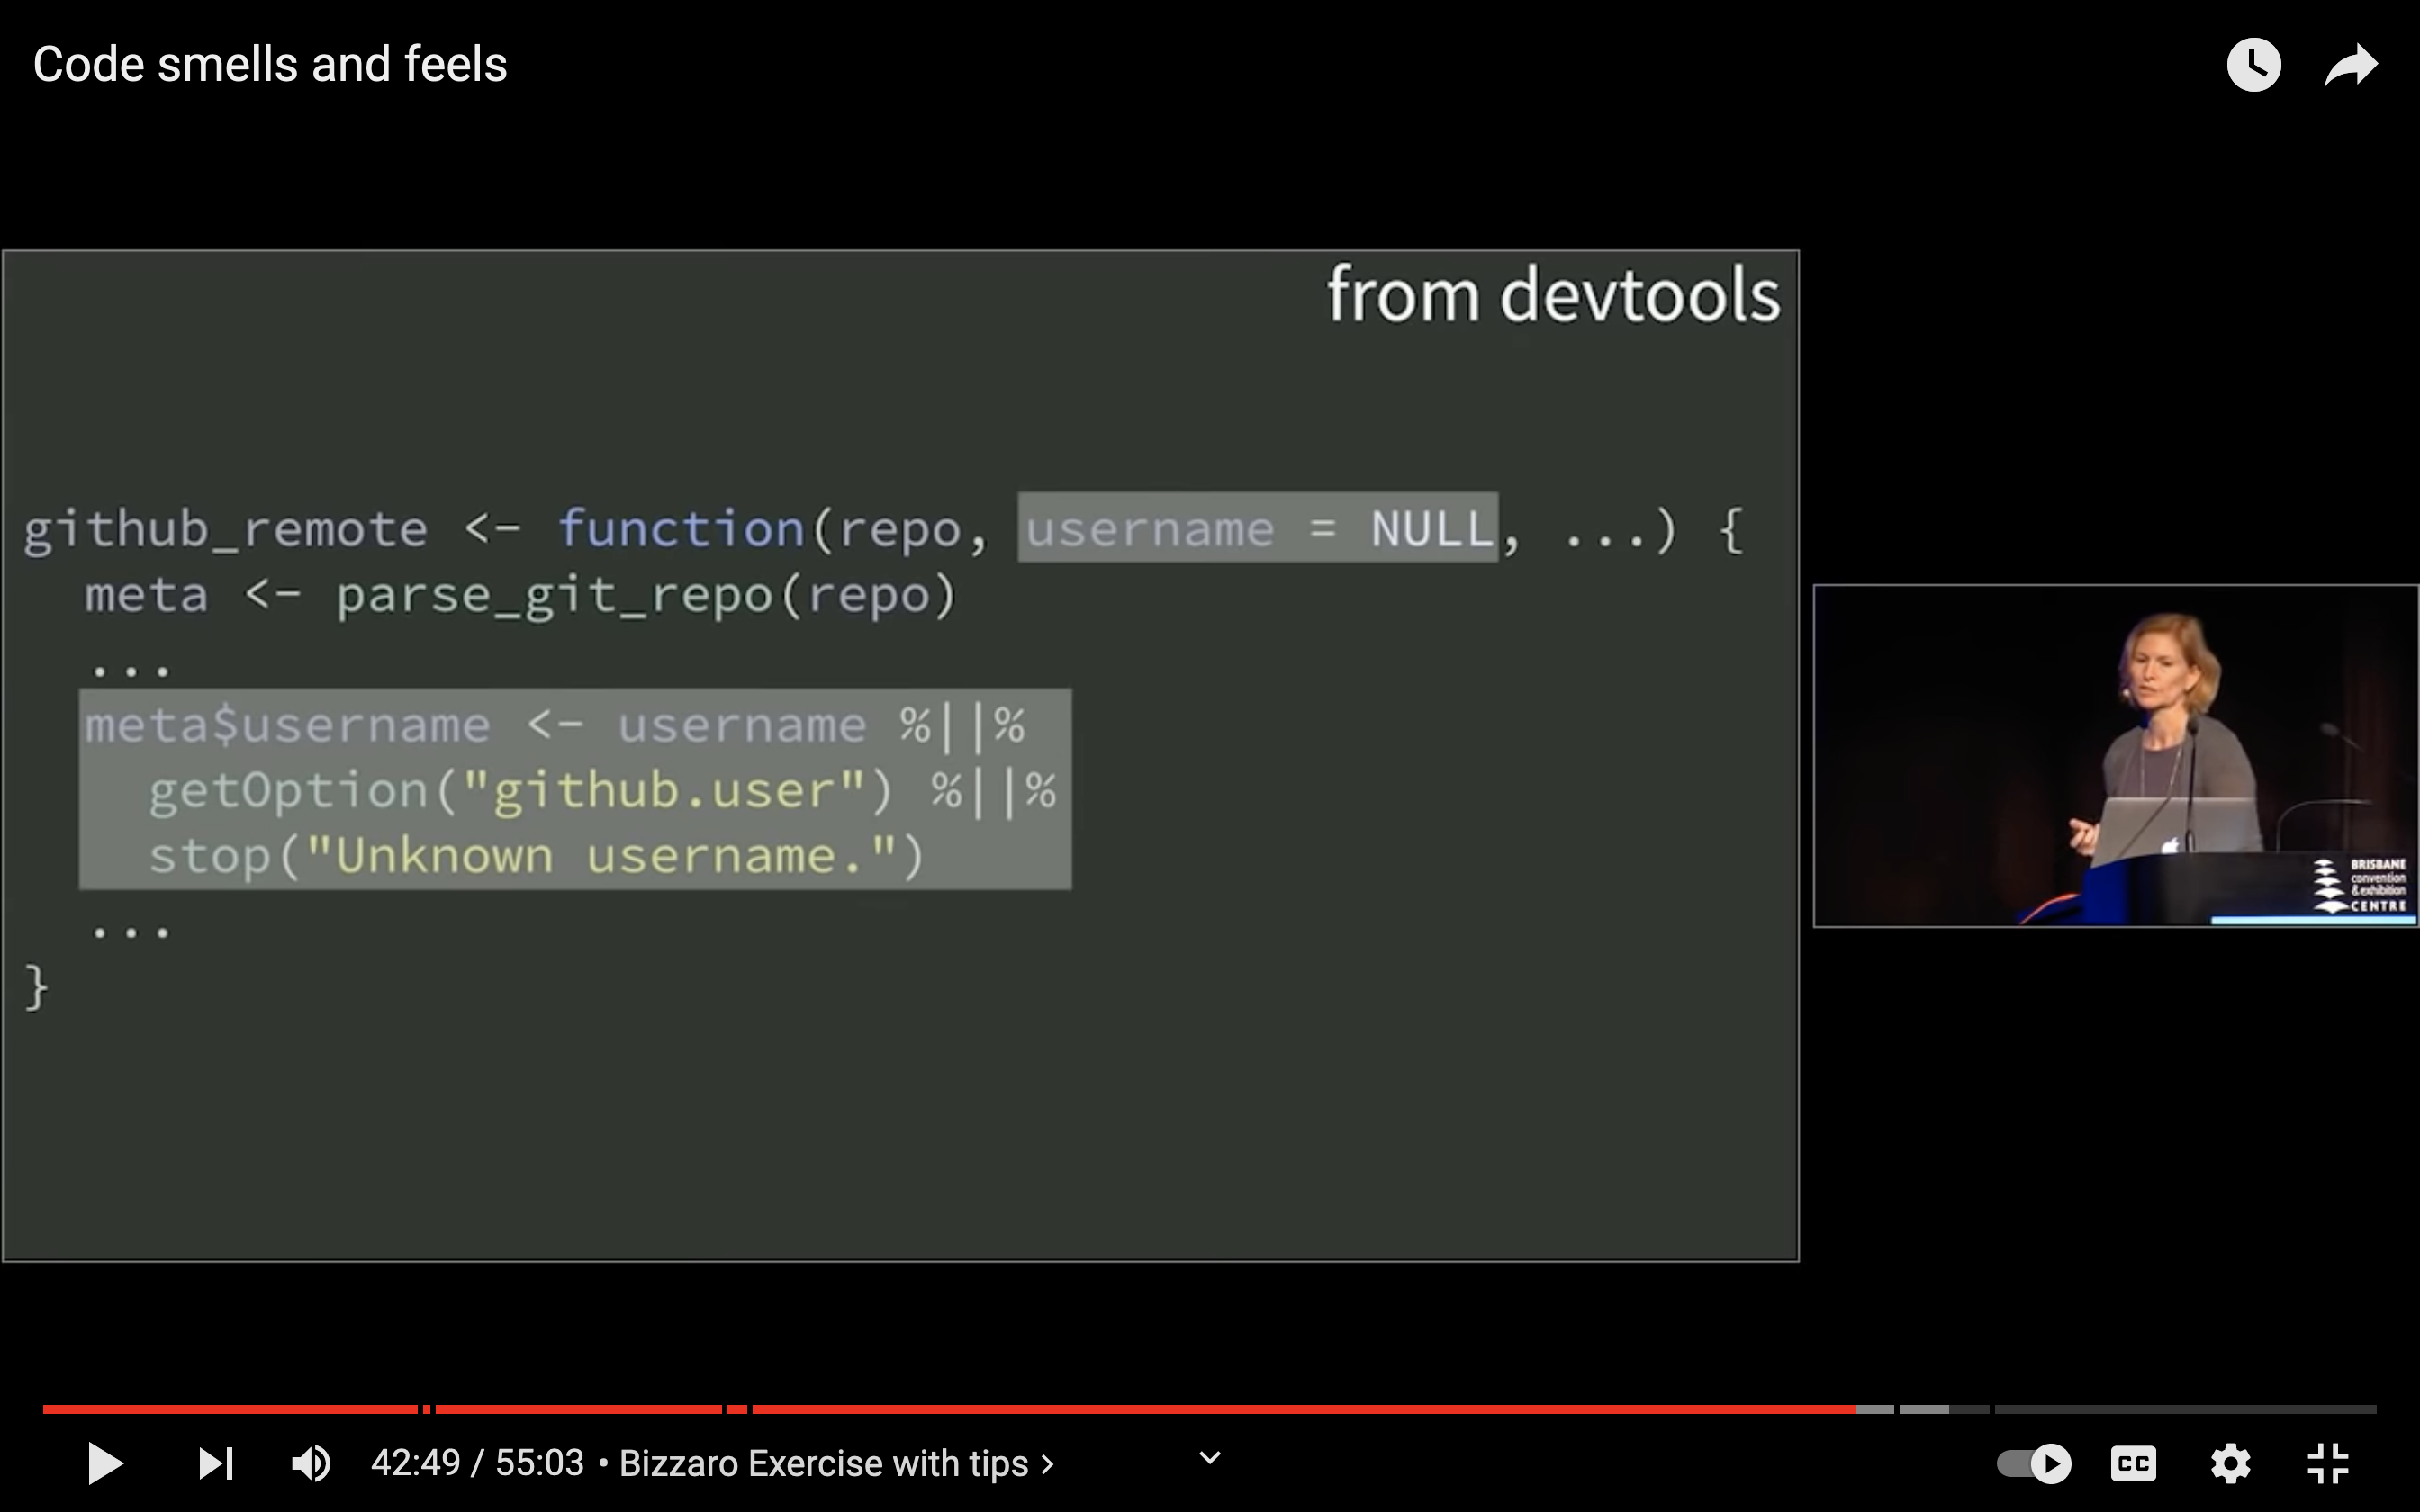 Code smells and feels
from devtools
github_remote <- function(repo, username = NULL, ...) {
  meta <- parse_git_repo(repo)
  ...
  meta$username <- username %||%
    getOption("github.user") %||%
    stop("Unknown username.")
  ...
}
BRISBANE
convention
& exhibition
CENTRE
42:49 / 55:03 • Bizzaro Exercise with tips >
CC